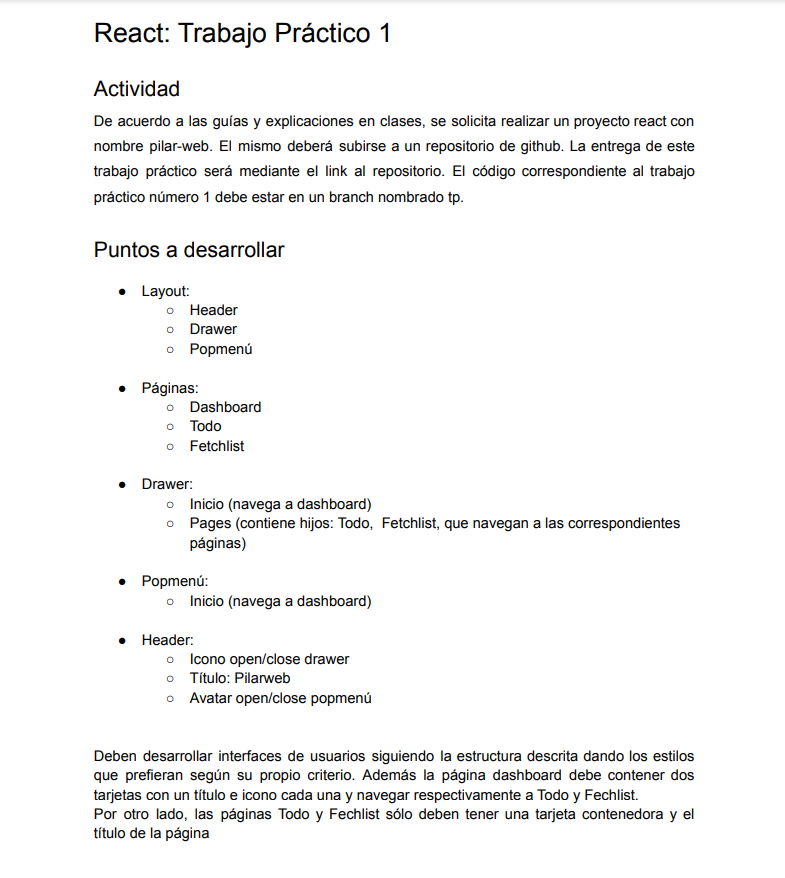 React: Trabajo Práctico 1
Actividad
De acuerdo a las guías y explicaciones en clases, se solicita realizar un proyecto react con
nombre pilar-web. El mismo deberá subirse a un repositorio de github. La entrega de este
trabajo práctico será mediante el link al repositorio. El código correspondiente al trabajo
práctico número 1 debe estar en un branch nombrado tp.
Puntos a desarrollar
● Layout:
○ Header
○ Drawer
○ Popmenú
● Páginas:
○ Dashboard
○ Todo
○ Fetchlist
● Drawer:
○ Inicio (navega a dashboard)
○ Pages (contiene hijos: Todo, Fetchlist, que navegan a las correspondientes
páginas)
● Popmenú:
○ Inicio (navega a dashboard)
● Header:
○ Icono open/close drawer
○ Título: Pilarweb
○ Avatar open/close popmenú
Deben desarrollar interfaces de usuarios siguiendo la estructura descrita dando los estilos
que prefieran según su propio criterio. Además la página dashboard debe contener dos
tarjetas con un título e icono cada una y navegar respectivamente a Todo y Fechlist.
Por otro lado, las páginas Todo y Fechlist sólo deben tener una tarjeta contenedora y el
título de la página